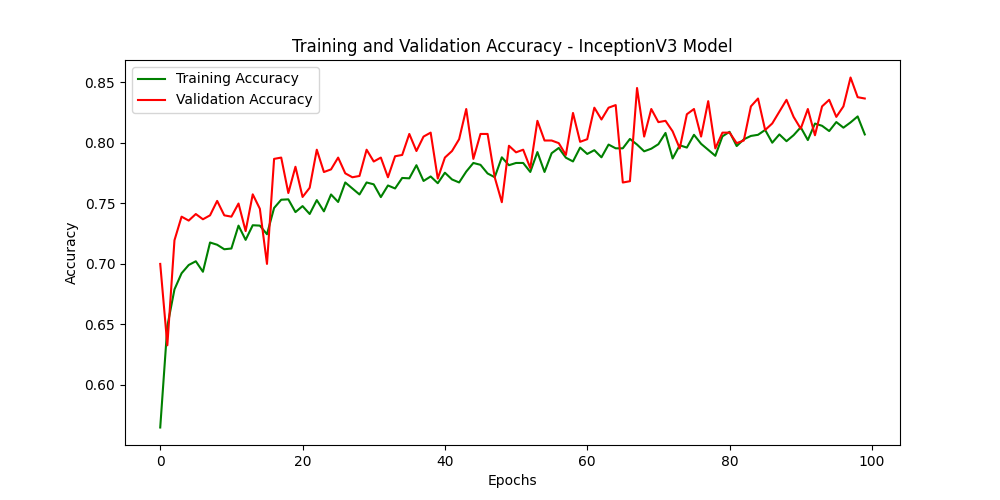 Training and Validation Accuracy - InceptionV3 Model
Training Accuracy
Validation Accuracy
Accuracy
0.85
0.80
0.75
0.70
0.65
0.60
0 20 40 60 80 100
Epochs